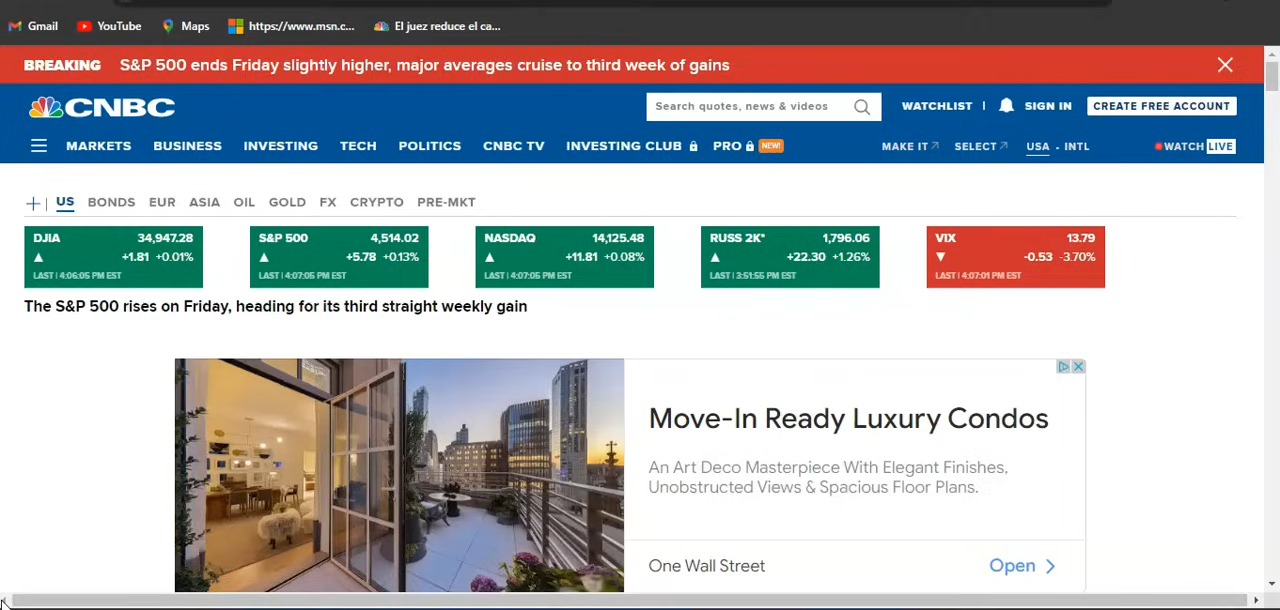 Gmail YouTube Maps https://www.msn.c... El juez reduce el ca...
BREAKING S&P 500 ends Friday slightly higher, major averages cruise to third week of gains
CNBC Search quotes, news & videos WATCHLIST | SIGN IN CREATE FREE ACCOUNT
MARKETS BUSINESS INVESTING TECH POLITICS CNBC TV INVESTING CLUB PRO NEW! MAKE IT SELECT USA · INTL WATCH LIVE
US BONDS EUR ASIA OIL GOLD FX CRYPTO PRE-MKT
DJIA 34,947.28
+1.81 +0.01%
LAST | 4:06:05 PM EST
S&P 500 4,514.02
+5.78 +0.13%
LAST | 4:07:05 PM EST
NASDAQ 14,125.48
+11.81 +0.08%
LAST | 4:07:05 PM EST
RUSS 2K* 1,796.06
+22.30 +1.26%
LAST | 3:51:55 PM EST
VIX 13.79
-0.53 -3.70%
LAST | 4:07:01 PM EST
The S&P 500 rises on Friday, heading for its third straight weekly gain
Move-In Ready Luxury Condos
An Art Deco Masterpiece With Elegant Finishes,
Unobstructed Views & Spacious Floor Plans.
One Wall Street Open